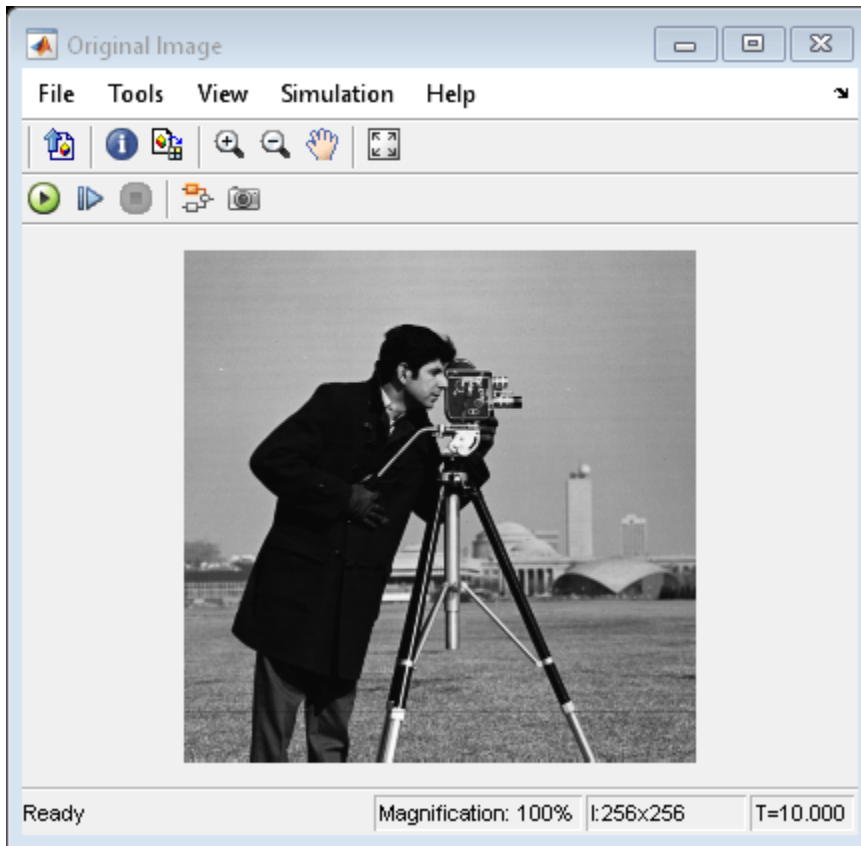 Original Image
File Tools View Simulation Help
Ready Magnification: 100% I:256x256 T=10.000